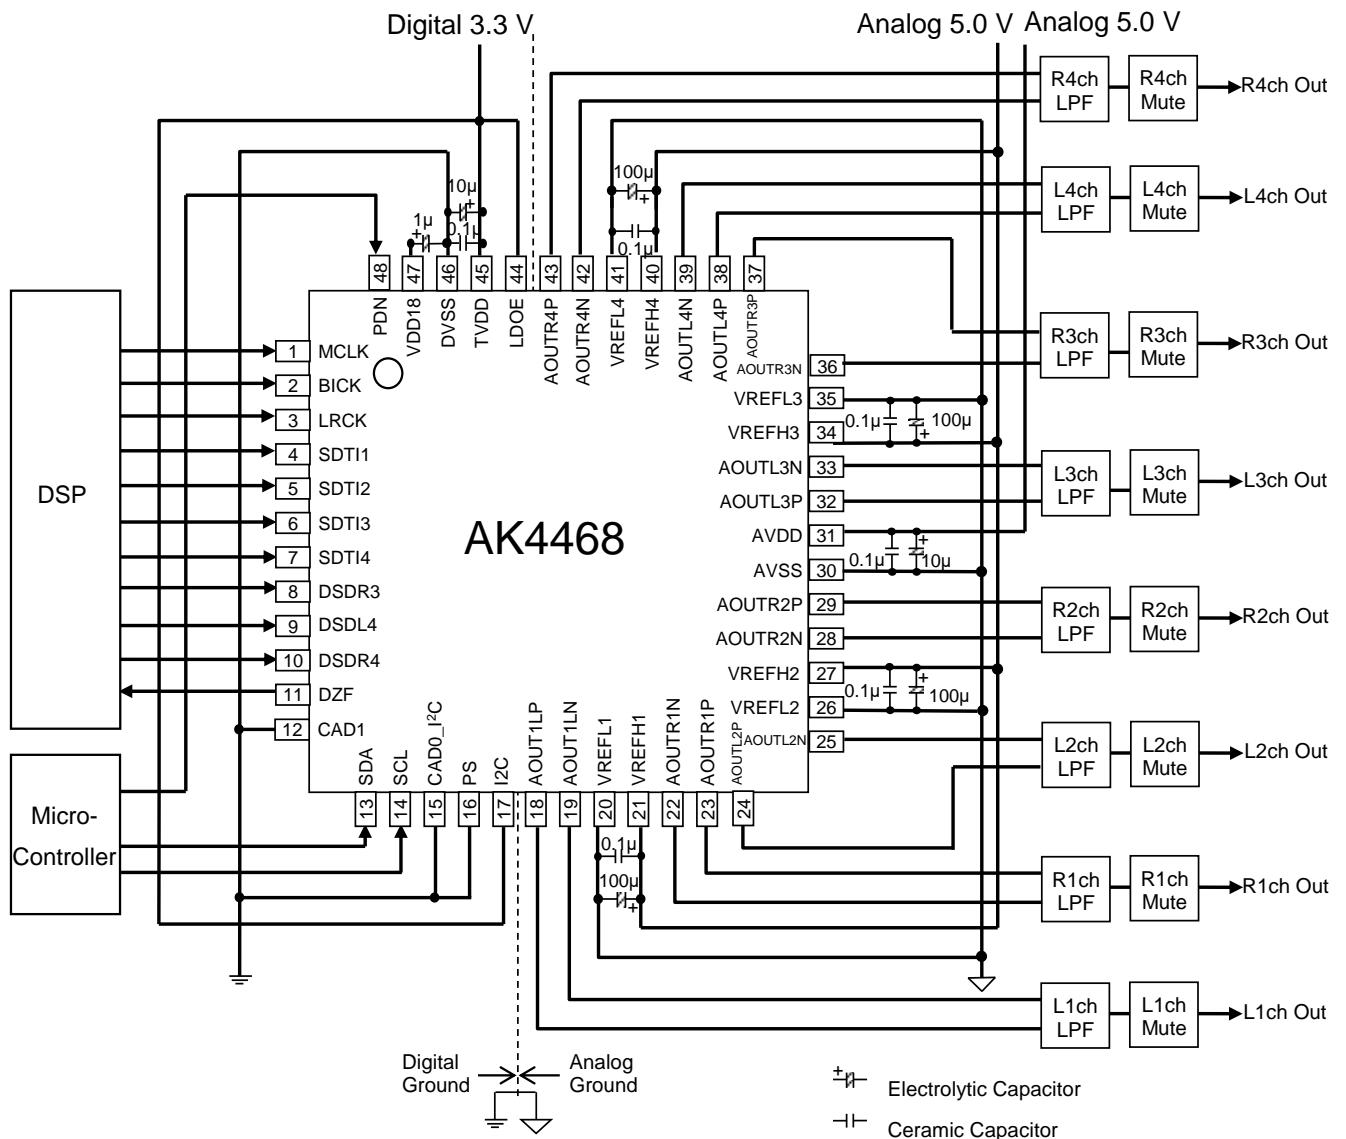 Digital 3.3 V
Analog 5.0 V
Analog 5.0 V
R4ch
LPF
R4ch
Mute
R4ch Out
L4ch
LPF
L4ch
Mute
L4ch Out
R3ch
LPF
R3ch
Mute
R3ch Out
L3ch
LPF
L3ch
Mute
L3ch Out
R2ch
LPF
R2ch
Mute
R2ch Out
L2ch
LPF
L2ch
Mute
L2ch Out
R1ch
LPF
R1ch
Mute
R1ch Out
L1ch
LPF
L1ch
Mute
L1ch Out
10µ
1µ
0.1µ
100µ
0.1µ
48 PDN
47 VDD18
46 DVSS
45 TVDD
44 LDOE
43 AOUTR4P
42 AOUTR4N
41 VREFL4
40 VREFH4
39 AOUTL4N
38 AOUTL4P
37 AOUTR3P
DSP
1 MCLK
2 BICK
3 LRCK
4 SDTI1
5 SDTI2
6 SDTI3
7 SDTI4
8 DSDR3
9 DSDL4
10 DSDR4
11 DZF
12 CAD1
AK4468
AOUTR3N 36
VREFL3 35
0.1µ
100µ
VREFH3 34
AOUTL3N 33
AOUTL3P 32
AVDD 31
0.1µ
10µ
AVSS 30
AOUTR2P 29
AOUTR2N 28
VREFH2 27
0.1µ
100µ
VREFL2 26
AOUTL2N 25
SDA 13
SCL 14
CAD0_I²C 15
PS 16
I2C 17
AOUT1LP 18
AOUT1LN 19
VREFL1 20
VREFH1 21
AOUTR1N 22
AOUTR1P 23
AOUTL2P 24
Micro-
Controller
0.1µ
100µ
Digital
Ground
Analog
Ground
Electrolytic Capacitor
Ceramic Capacitor